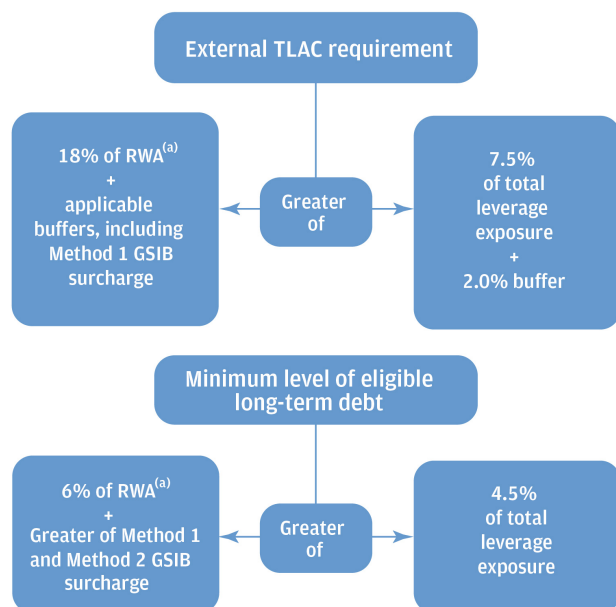 External TLAC requirement
18% of RWA(a)
+
applicable
buffers, including
Method 1 GSIB
surcharge
Greater
of
7.5%
of total
leverage
exposure
+
2.0% buffer
Minimum level of eligible
long-term debt
6% of RWA(a)
+
Greater of Method 1
and Method 2 GSIB
surcharge
Greater
of
4.5%
of total
leverage
exposure